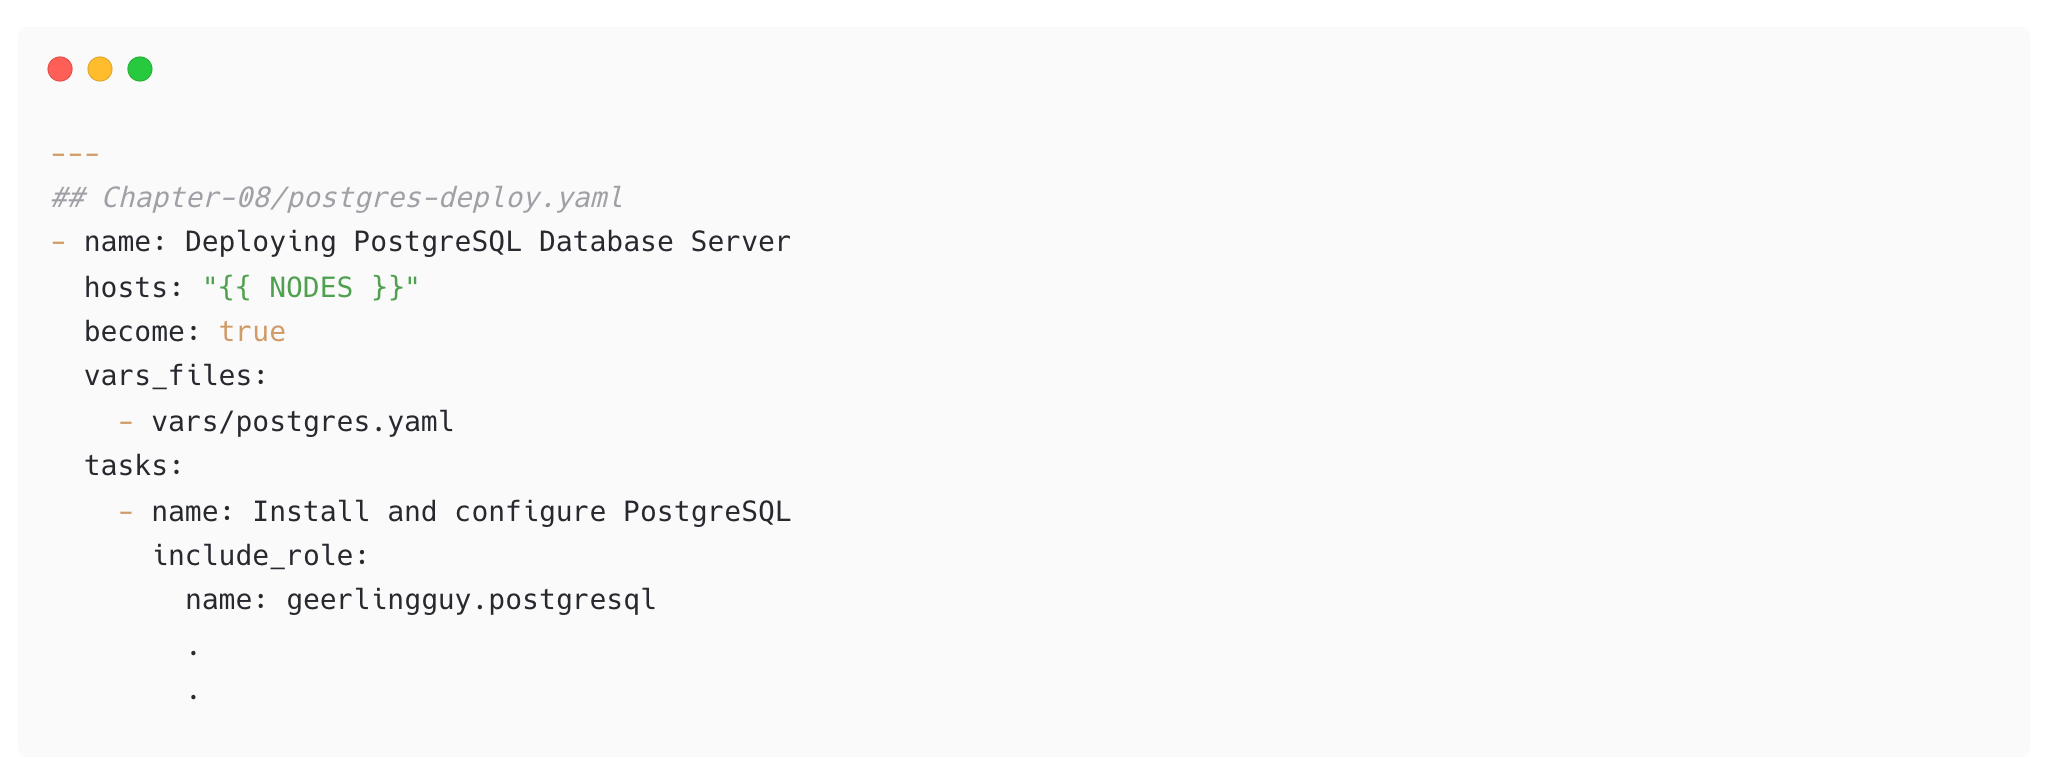 ---
## Chapter-08/postgres-deploy.yaml
- name: Deploying PostgreSQL Database Server
  hosts: "{{ NODES }}"
  become: true
  vars_files:
    - vars/postgres.yaml
  tasks:
    - name: Install and configure PostgreSQL
      include_role:
        name: geerlingguy.postgresql
        .
        .